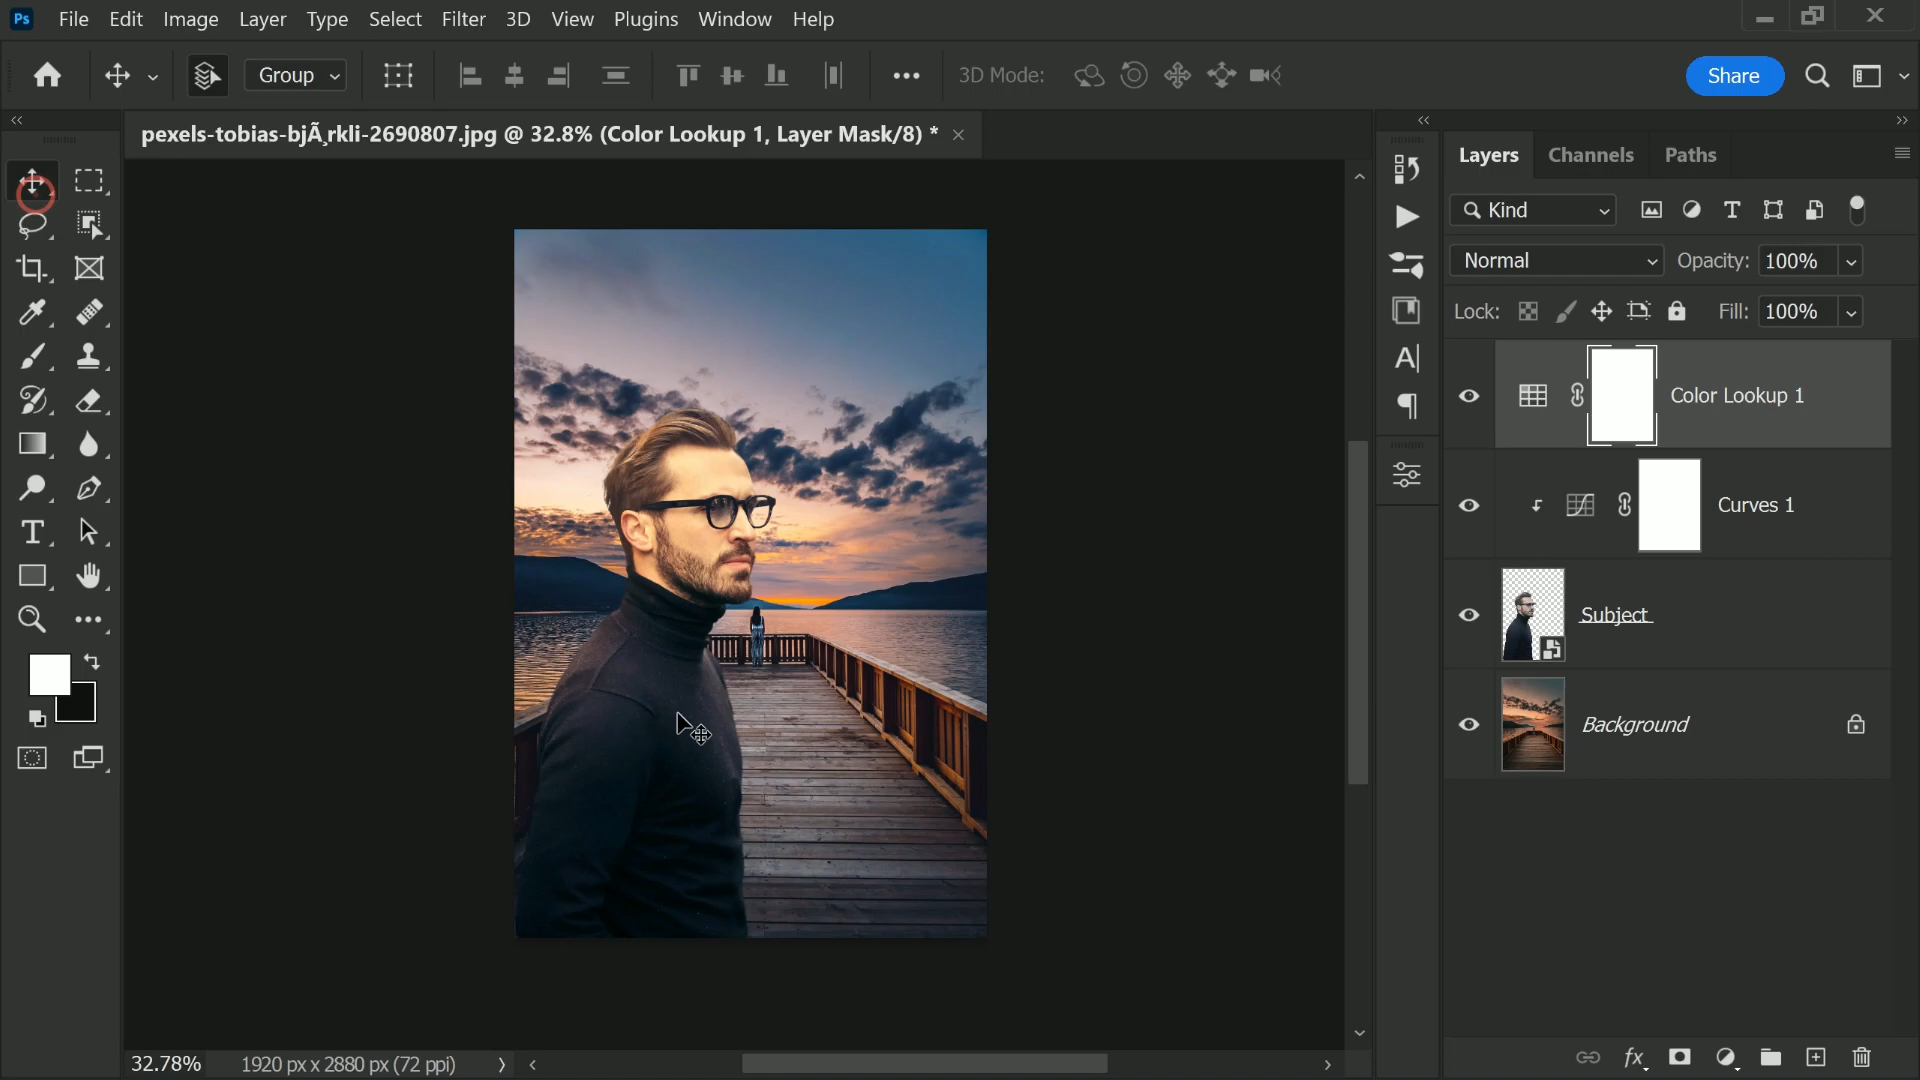 Ps File Edit Image Layer Type Select Filter 3D View Plugins Window Help
Group 3D Mode: Share
pexels-tobias-bjÃ¸rkli-2690807.jpg @ 32.8% (Color Lookup 1, Layer Mask/8) *
Layers Channels Paths
Kind
Normal Opacity: 100%
Lock: Fill: 100%
Color Lookup 1
Curves 1
Subject
Background
32.78% 1920 px x 2880 px (72 ppi)